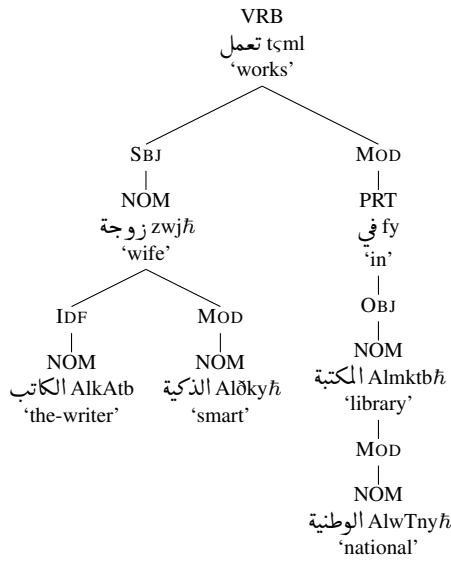 VRB
تعمل tςml
‘works’
SBJ MOD
NOM PRT
زوجة zwjħ في fy
‘wife’ ‘in’
IDF MOD OBJ
NOM NOM NOM
الكاتب AlkAtb الذكية Alðkyħ المكتبة Almktbħ
‘the-writer’ ‘smart’ ‘library’
MOD
NOM
الوطنية AlwTnyħ
‘national’